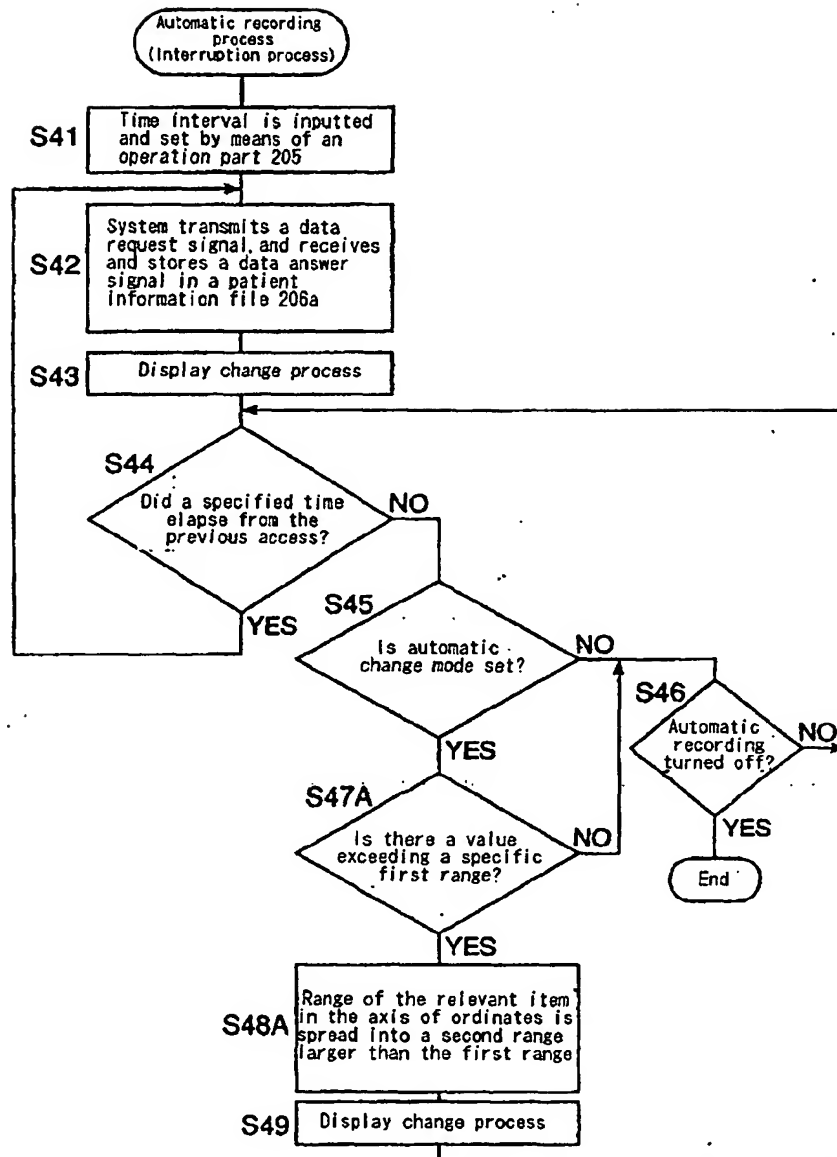 Automatic recording
process
(Interruption process)
S41
Time interval is inputted
and set by means of an
operation part 205
S42
System transmits a data
request signal, and receives
and stores a data answer
signal in a patient
information file 206a
S43
Display change process
S44
Did a specified time
elapse from the
previous access?
NO
YES
S45
Is automatic
change mode set?
NO
YES
S46
Automatic
recording
turned off?
NO
YES
End
S47A
Is there a value
exceeding a specific
first range?
NO
YES
S48A
Range of the relevant item
in the axis of ordinates is
spread into a second range
larger than the first range
S49
Display change process